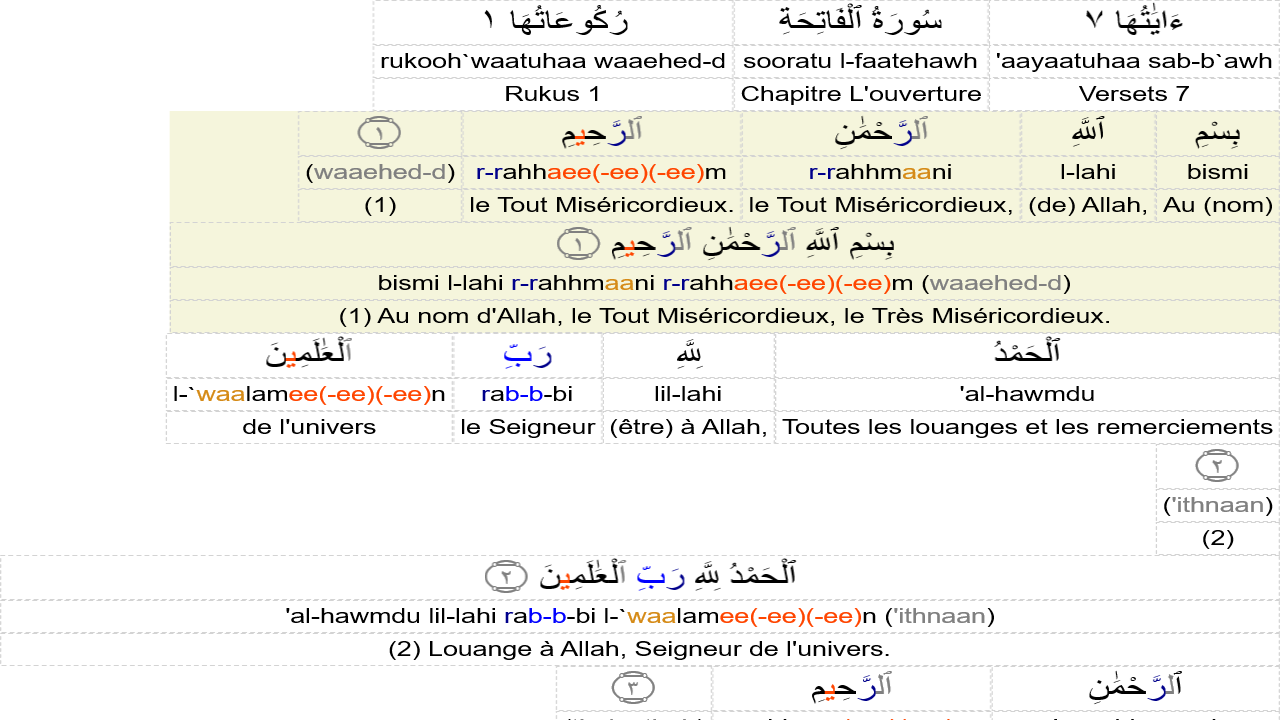 ءَايَٰتُهَا ٧ سُورَةُ ٱلْفَاتِحَةِ رُكُوعَاتُهَا ١
'aayaatuhaa sab-b`awh sooratu l-faatehawh rukooh`waatuhaa waaehed-d
Versets 7 Chapitre L'ouverture Rukus 1
بِسْمِ ٱللَّهِ ٱلرَّحْمَٰنِ ٱلرَّحِيمِ ١
bismi l-lahi r-rahhmaani r-rahhaee(-ee)(-ee)m (waaehed-d)
Au (nom) (de) Allah, le Tout Miséricordieux, le Tout Miséricordieux. (1)
بِسْمِ ٱللَّهِ ٱلرَّحْمَٰنِ ٱلرَّحِيمِ ١
bismi l-lahi r-rahhmaani r-rahhaee(-ee)(-ee)m (waaehed-d)
(1) Au nom d'Allah, le Tout Miséricordieux, le Très Miséricordieux.
ٱلْحَمْدُ لِلَّهِ رَبِّ ٱلْعَٰلَمِينَ
'al-hawmdu lil-lahi rab-b-bi l-`waalamee(-ee)(-ee)n
Toutes les louanges et les remerciements (être) à Allah, le Seigneur de l'univers
٢
('ithnaan)
(2)
ٱلْحَمْدُ لِلَّهِ رَبِّ ٱلْعَٰلَمِينَ ٢
'al-hawmdu lil-lahi rab-b-bi l-`waalamee(-ee)(-ee)n ('ithnaan)
(2) Louange à Allah, Seigneur de l'univers.
ٱلرَّحْمَٰنِ ٱلرَّحِيمِ ٣